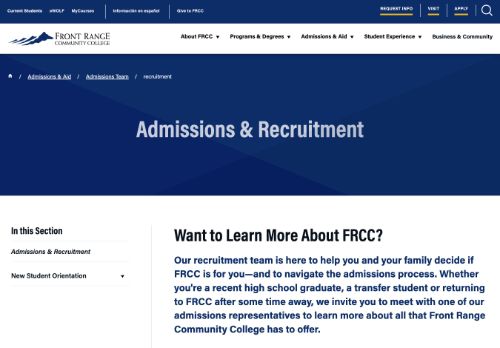 Current Students eWOLF MyCourses Información en español Give to FRCC REQUEST INFO VISIT APPLY
FRONT RANGE
COMMUNITY COLLEGE
About FRCC Programs & Degrees Admissions & Aid Student Experience Business & Community
/ Admissions & Aid / Admissions Team / recruitment
Admissions & Recruitment
In this Section
Admissions & Recruitment
New Student Orientation
Want to Learn More About FRCC?
Our recruitment team is here to help you and your family decide if
FRCC is for you—and to navigate the admissions process. Whether
you're a recent high school graduate, a transfer student or returning
to FRCC after some time away, we invite you to meet with one of our
admissions representatives to learn more about all that Front Range
Community College has to offer.